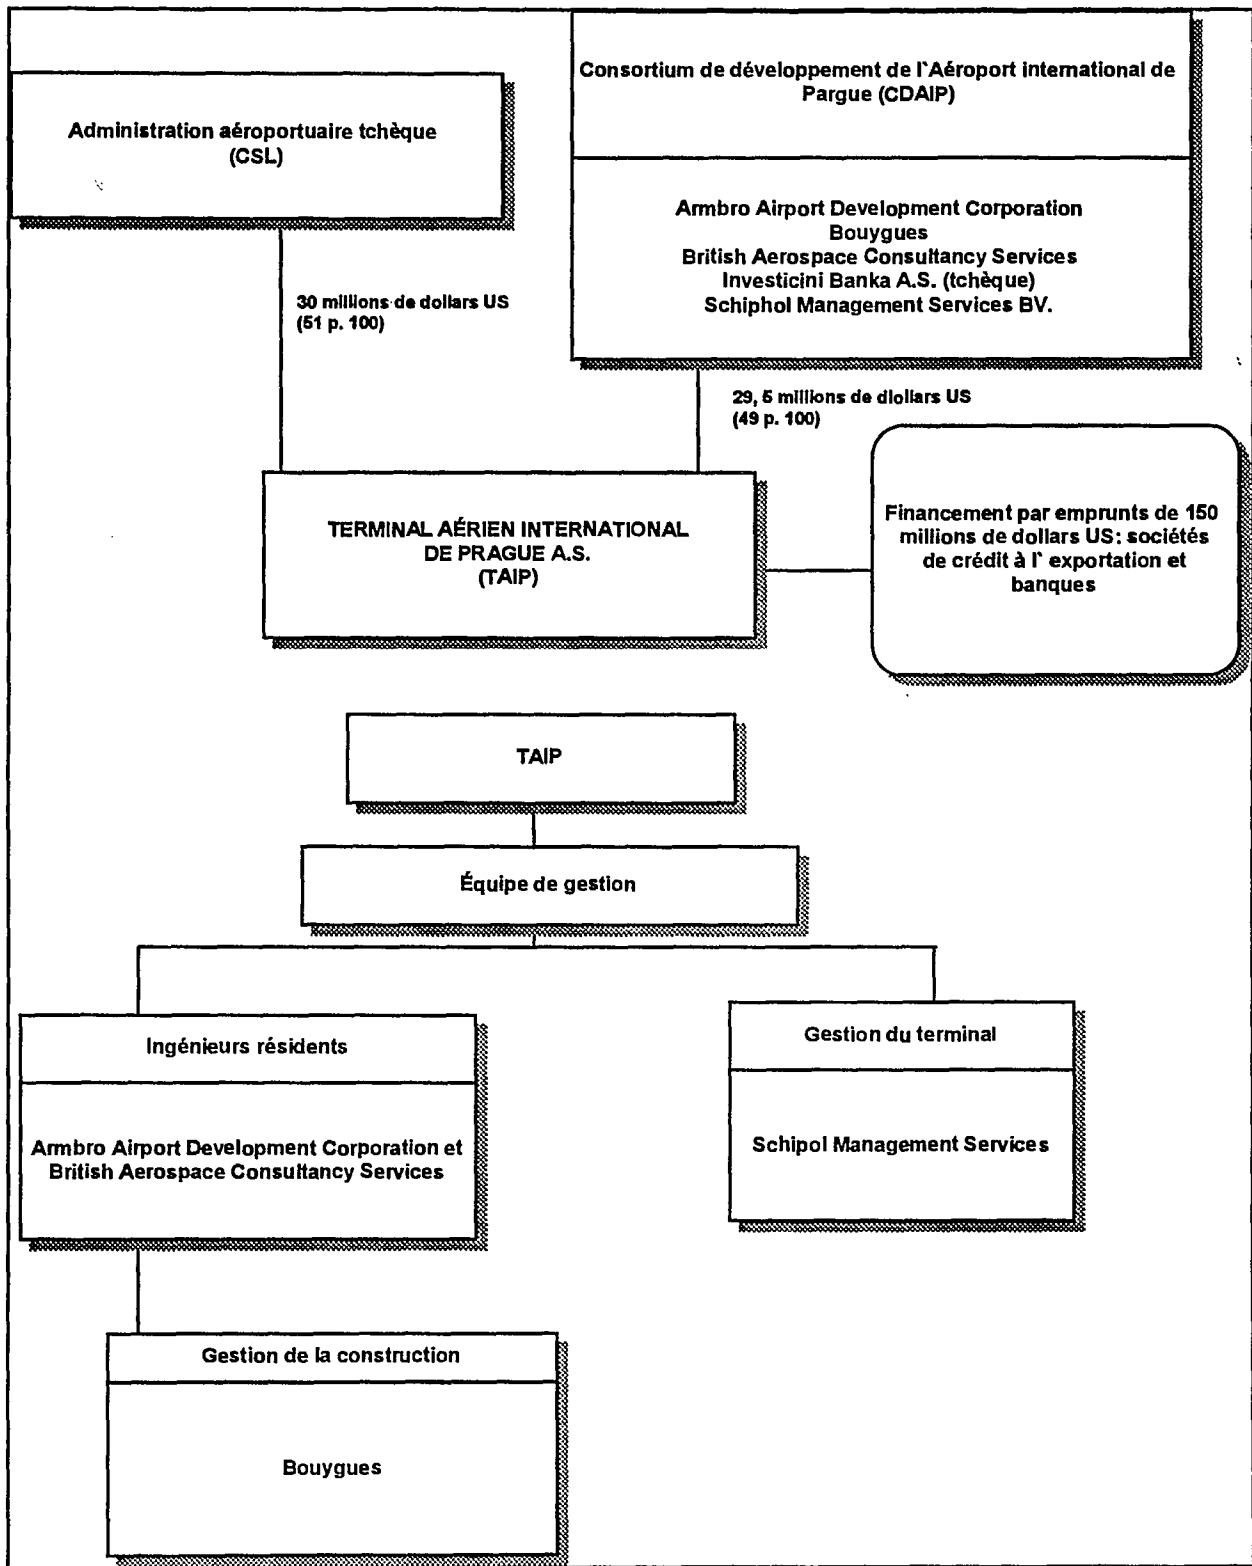 Consortium de développement de l`Aéroport international de
Pargue (CDAIP)
Administration aéroportuaire tchèque
(CSL)
Armbro Airport Development Corporation
Bouygues
British Aerospace Consultancy Services
Investicini Banka A.S. (tchèque)
Schiphol Management Services BV.
30 millions de dollars US
(51 p. 100)
29, 5 millions de diollars US
(49 p. 100)
TERMINAL AÉRIEN INTERNATIONAL
DE PRAGUE A.S.
(TAIP)
Financement par emprunts de 150
millions de dollars US: sociétés
de crédit à l` exportation et
banques
TAIP
Équipe de gestion
Ingénieurs résidents
Gestion du terminal
Armbro Airport Development Corporation et
British Aerospace Consultancy Services
Schipol Management Services
Gestion de la construction
Bouygues